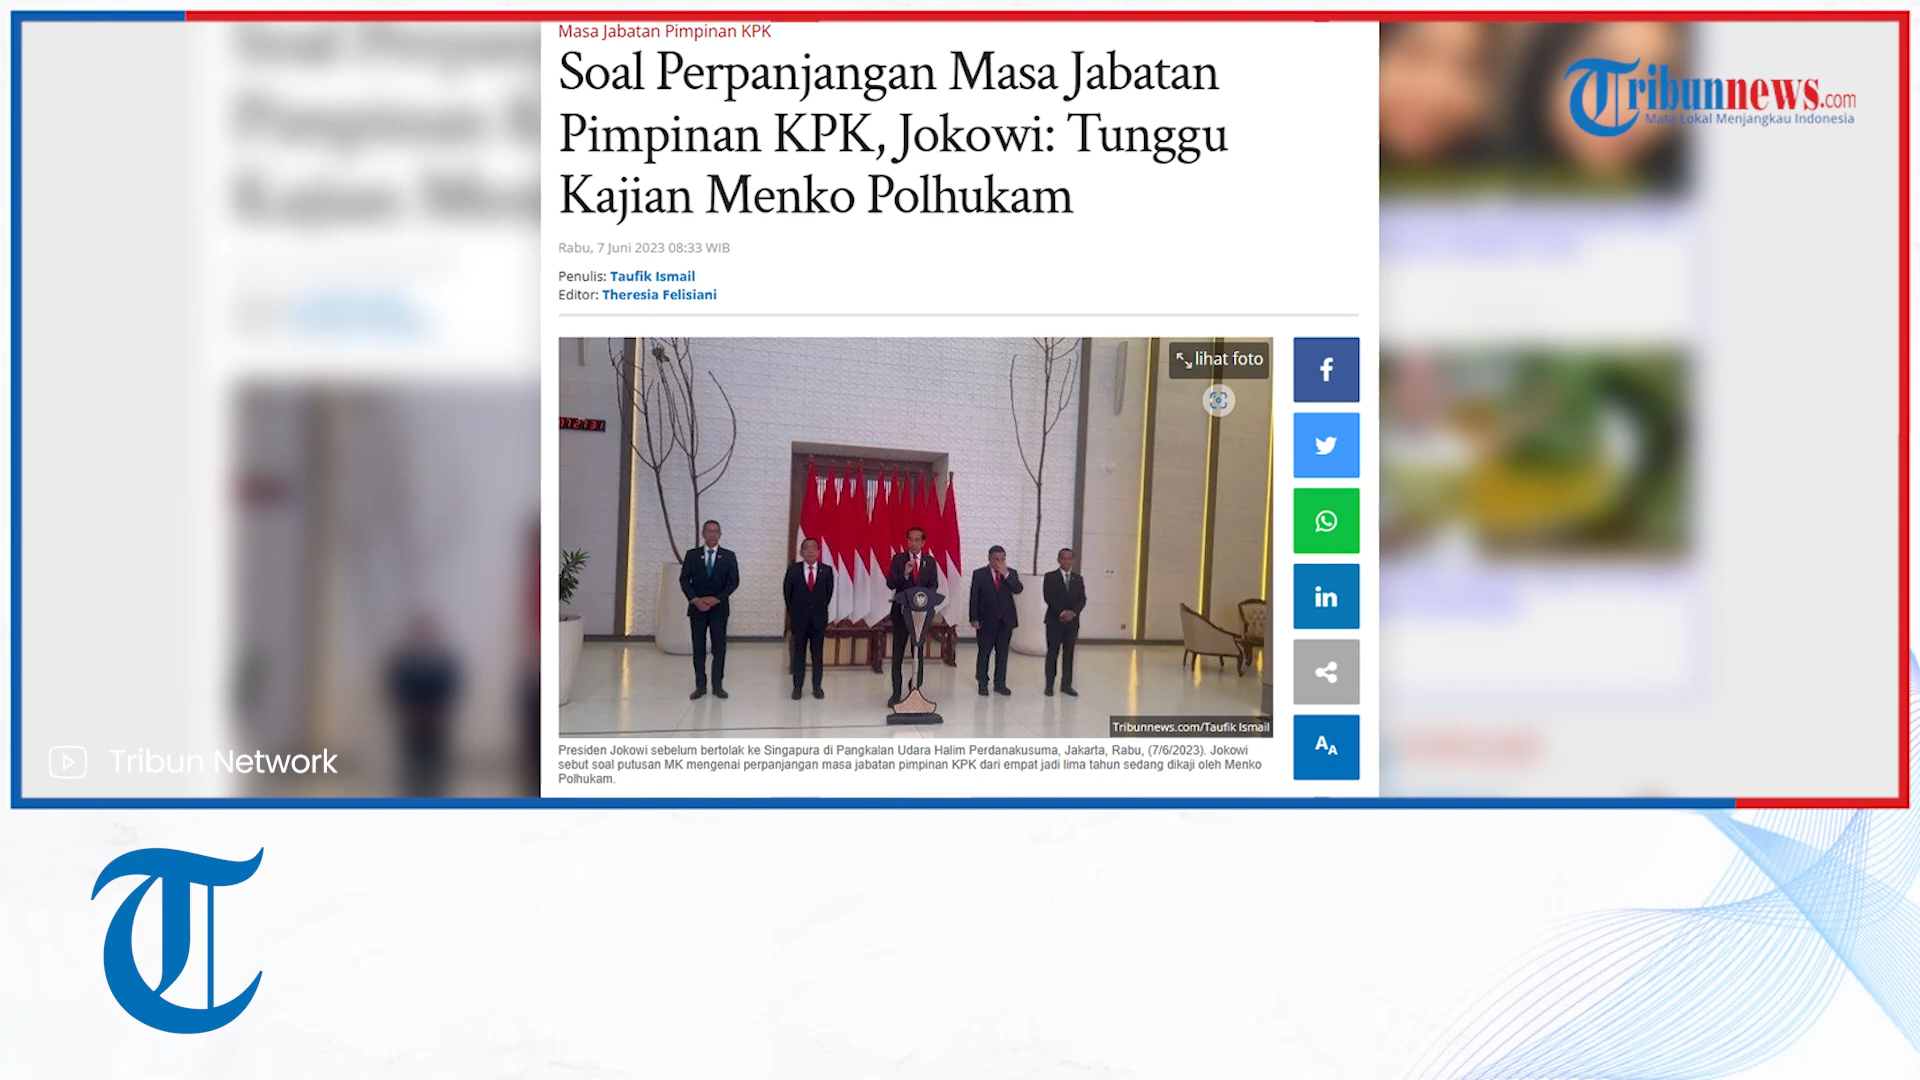 Masa Jabatan Pimpinan KPK
Soal Perpanjangan Masa Jabatan
Pimpinan KPK, Jokowi: Tunggu
Kajian Menko Polhukam
Tribunnews.com
Mata Lokal Menjangkau Indonesia
Rabu, 7 Juni 2023 08:33 WIB
Penulis: Taufik Ismail
Editor: Theresia Felisiani
lihat foto
Tribunnews.com/Taufik Ismail
Presiden Jokowi sebelum bertolak ke Singapura di Pangkalan Udara Halim Perdanakusuma, Jakarta, Rabu, (7/6/2023). Jokowi
sebut soal putusan MK mengenai perpanjangan masa jabatan pimpinan KPK dari empat jadi lima tahun sedang dikaji oleh Menko
Polhukam.
AA
Tribun Network
T